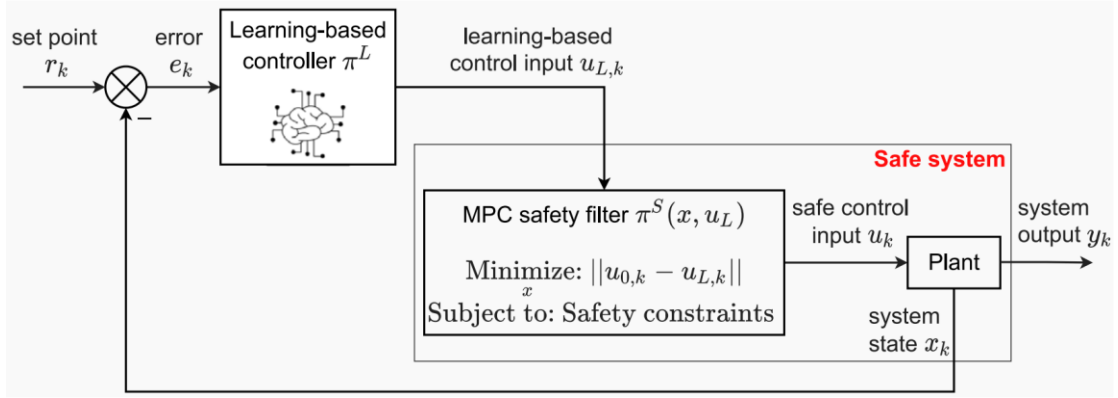 set point
r_k
error
e_k
Learning-based
controller π^L
learning-based
control input u_{L,k}
−
Safe system
MPC safety filter π^S(x, u_L)
Minimize: ||u_{0,k} − u_{L,k}||
x
Subject to: Safety constraints
safe control
input u_k
Plant
system
output y_k
system
state x_k